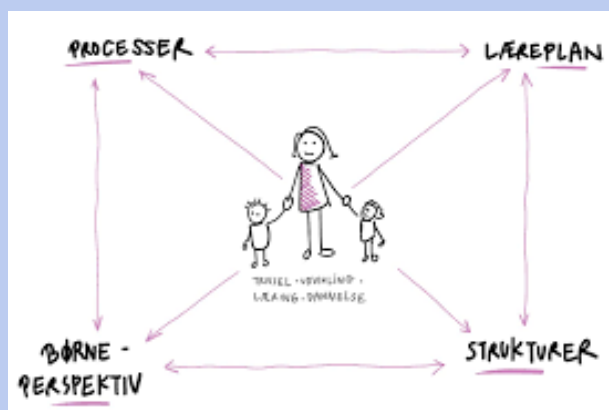 PROCESSER
LÆREPLAN
TRIVSEL · UDVIKLING ·
LÆRING · DANNELSE
BØRNE -
PERSPEKTIV
STRUKTURER